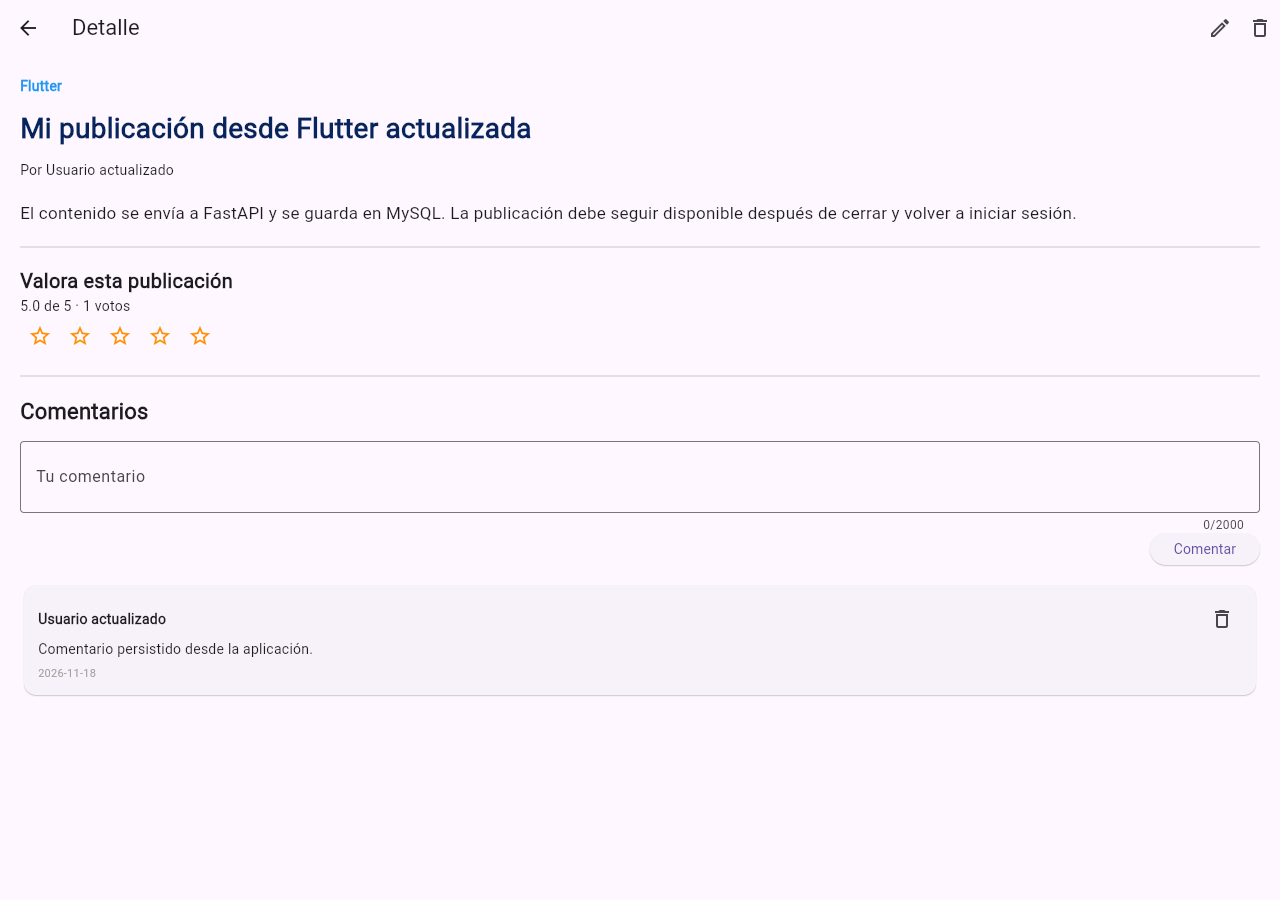 Detalle
Flutter
Mi publicación desde Flutter actualizada
Por Usuario actualizado
El contenido se envía a FastAPI y se guarda en MySQL. La publicación debe seguir disponible después de cerrar y volver a iniciar sesión.
Valora esta publicación
5.0 de 5 · 1 votos
Comentarios
Tu comentario
0/2000
Comentar
Usuario actualizado
Comentario persistido desde la aplicación.
2026-11-18